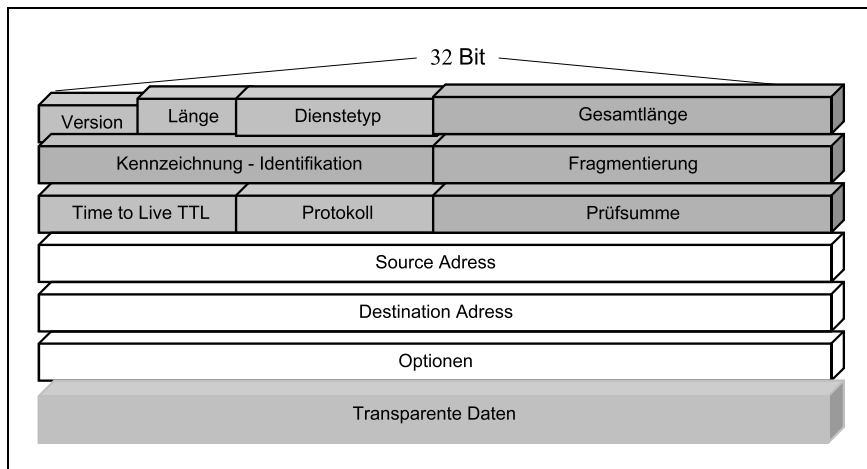 32 Bit
Version Länge Dienstetyp Gesamtlänge
Kennzeichnung - Identifikation Fragmentierung
Time to Live TTL Protokoll Prüfsumme
Source Adress
Destination Adress
Optionen
Transparente Daten